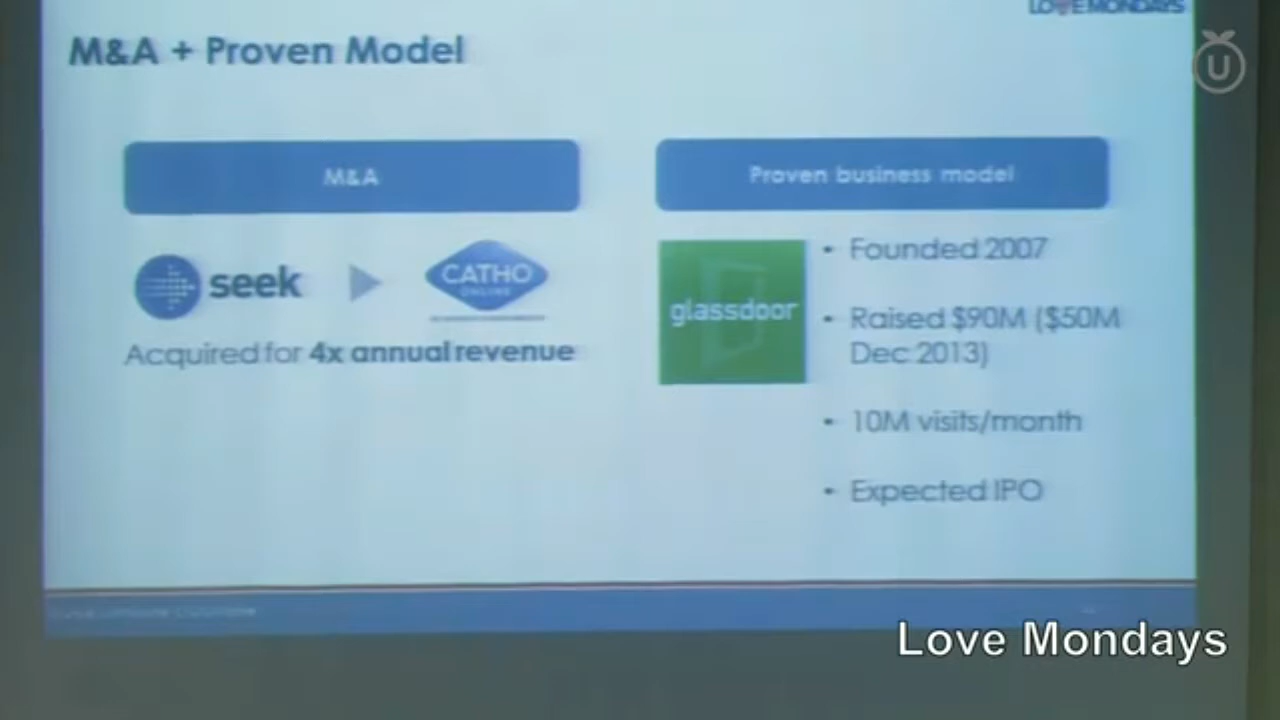 LOVE MONDAYS
M&A + Proven Model
U
M&A
Proven business model
seek
CATHO
ONLINE
Acquired for 4x annual revenue
glassdoor
• Founded 2007
• Raised $90M ($50M
Dec 2013)
• 10M visits/month
• Expected IPO
Love Mondays